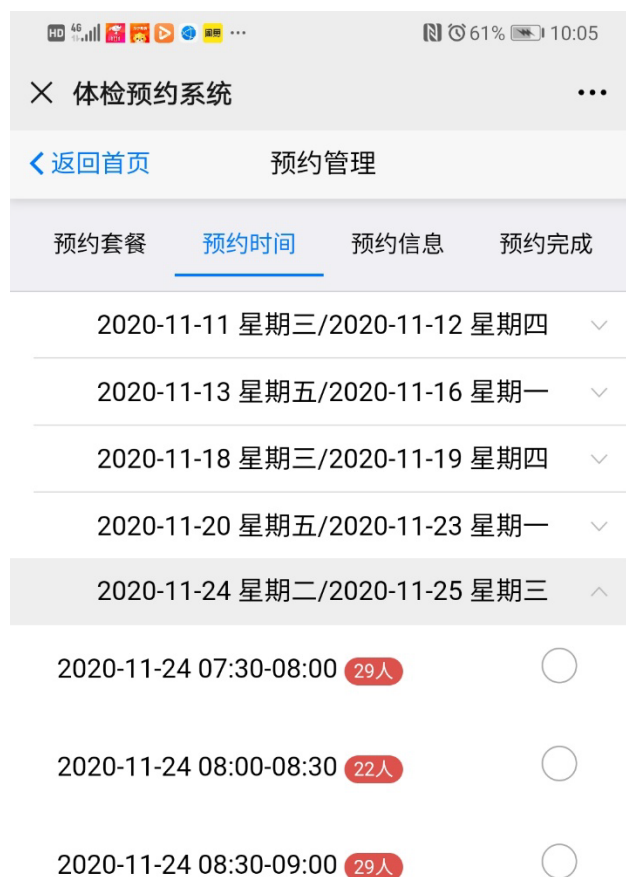 HD 4G 61% 10:05
体检预约系统
返回首页 预约管理
预约套餐 预约时间 预约信息 预约完成
2020-11-11 星期三/2020-11-12 星期四
2020-11-13 星期五/2020-11-16 星期一
2020-11-18 星期三/2020-11-19 星期四
2020-11-20 星期五/2020-11-23 星期一
2020-11-24 星期二/2020-11-25 星期三
2020-11-24 07:30-08:00 29人
2020-11-24 08:00-08:30 22人
2020-11-24 08:30-09:00 29人